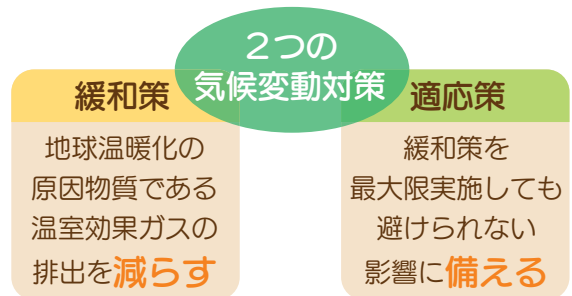 ２つの
気候変動対策
緩和策
地球温暖化の
原因物質である
温室効果ガスの
排出を減らす
適応策
緩和策を
最大限実施しても
避けられない
影響に備える